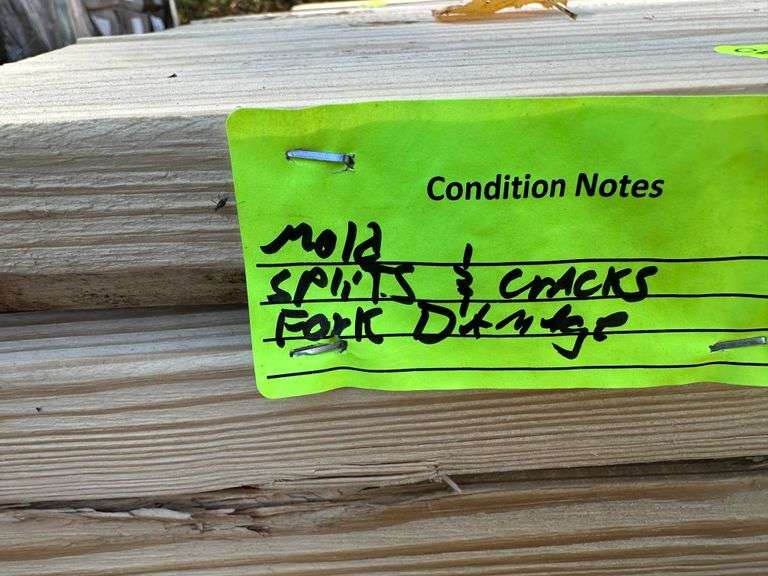 Condition Notes
Mold
SPLITS & CRACKS
Fork Damage